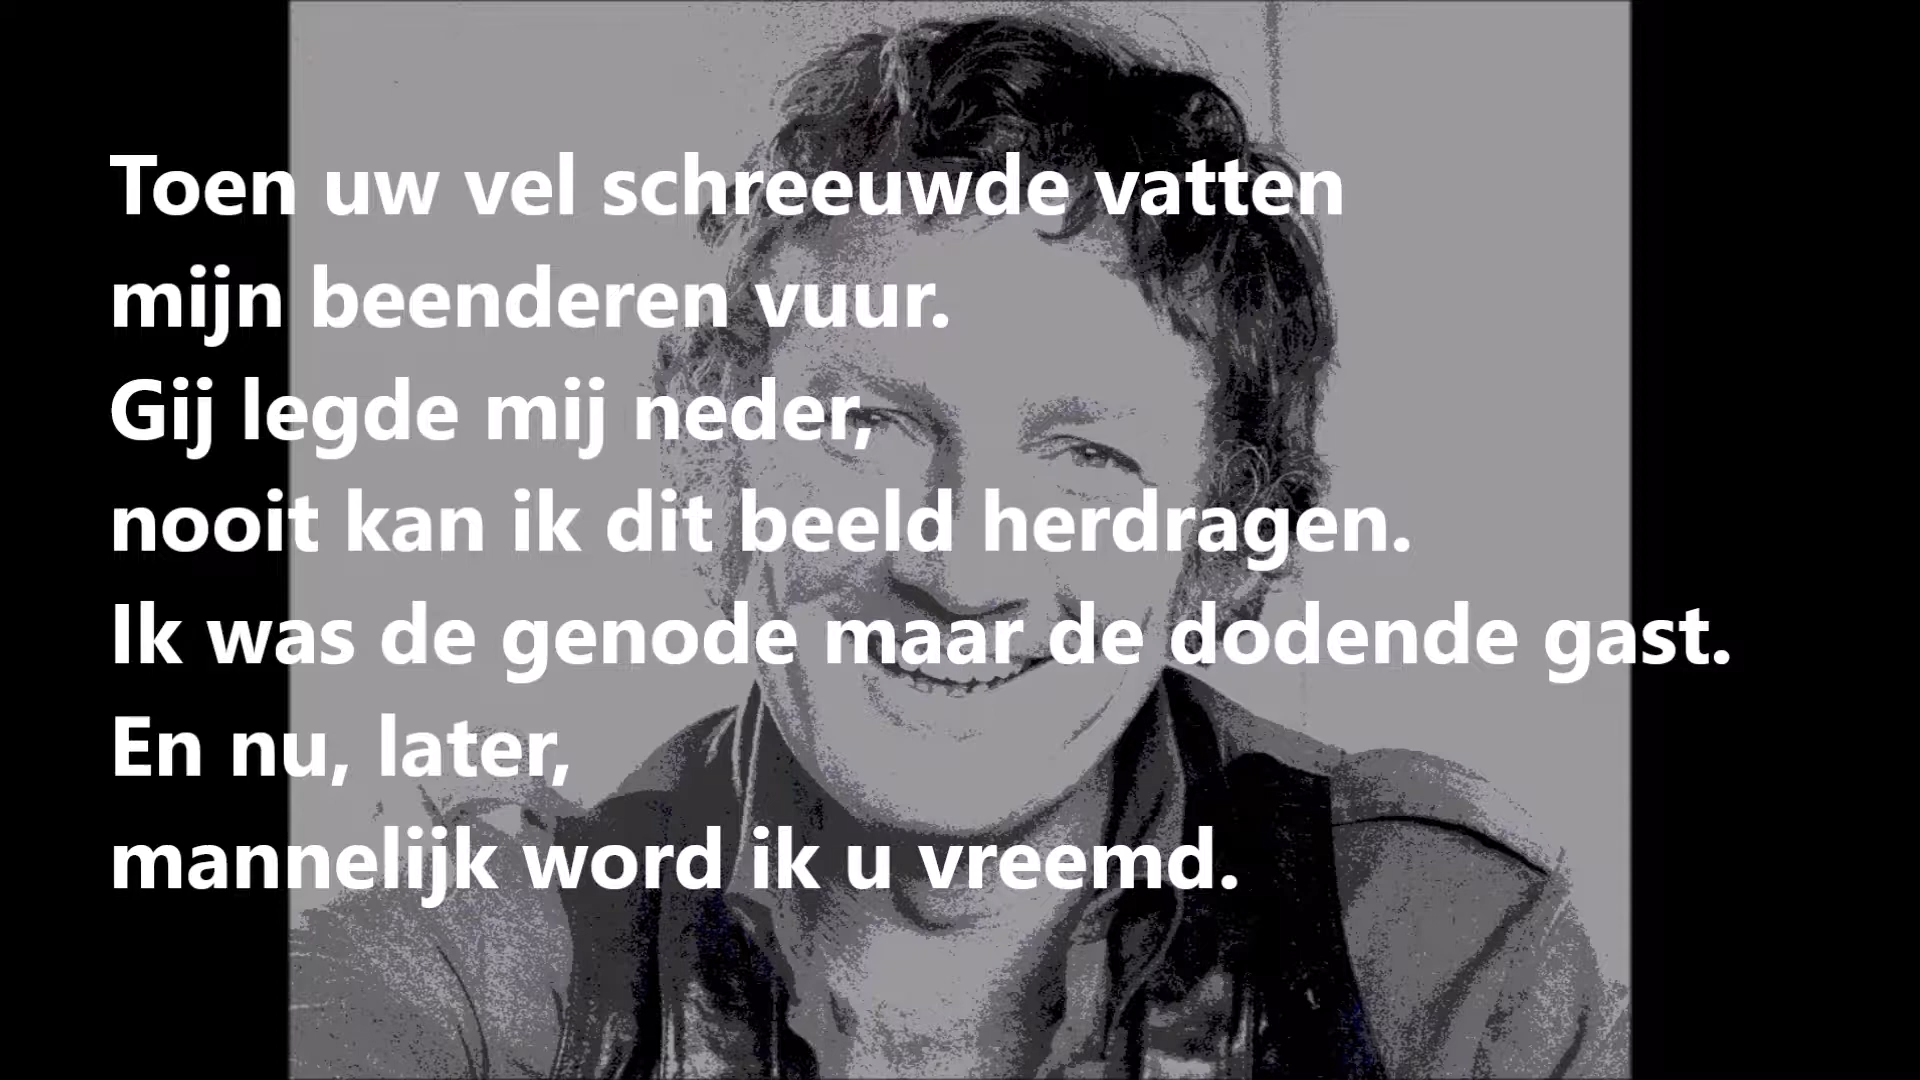 Toen uw vel schreeuwde vatten
mijn beenderen vuur.
Gij legde mij neder,
nooit kan ik dit beeld herdragen.
Ik was de genode maar de dodende gast.
En nu, later,
mannelijk word ik u vreemd.